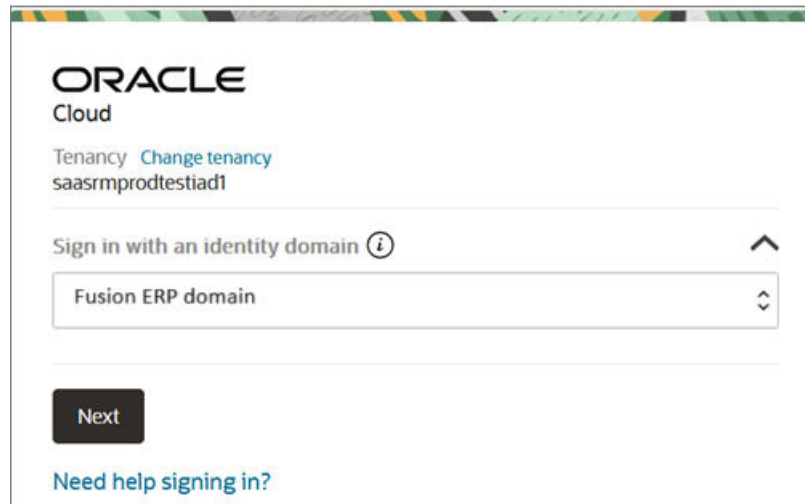 ORACLE
Cloud
Tenancy Change tenancy
saasrmprodtestiad1
Sign in with an identity domain i
Fusion ERP domain
Next
Need help signing in?